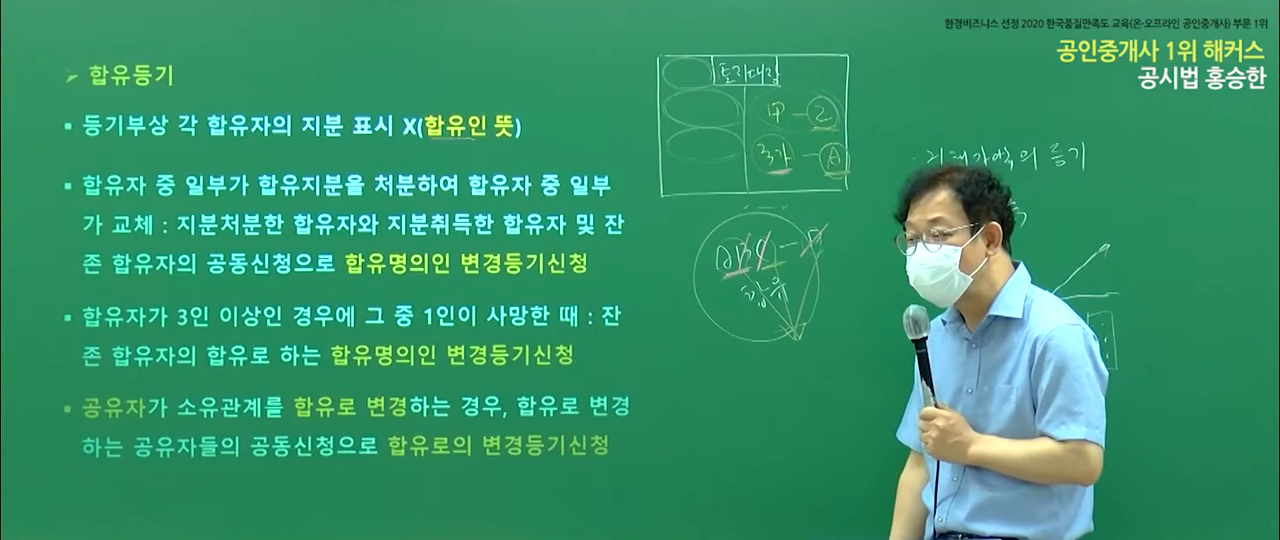 한경비즈니스 선정 2020 한국품질만족도 교육(온·오프라인 공인중개사) 부문 1위
공인중개사 1위 해커스
공시법 홍승한
➢ 합유등기
▪ 등기부상 각 합유자의 지분 표시 X(합유인 뜻)
▪ 합유자 중 일부가 합유지분을 처분하여 합유자 중 일부
가 교체 : 지분처분한 합유자와 지분취득한 합유자 및 잔
존 합유자의 공동신청으로 합유명의인 변경등기신청
▪ 합유자가 3인 이상인 경우에 그 중 1인이 사망한 때 : 잔
존 합유자의 합유로 하는 합유명의인 변경등기신청
▪ 공유자가 소유관계를 합유로 변경하는 경우, 합유로 변경
하는 공유자들의 공동신청으로 합유로의 변경등기신청
토지대장
甲 - 乙
국가 - A
A B C - D
합유
의 등기